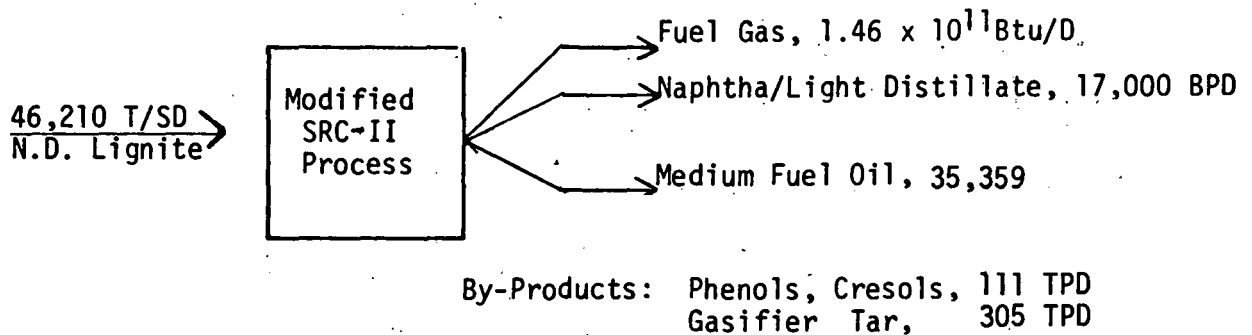 Fuel Gas, 1.46 x 10¹¹Btu/D
Naphtha/Light Distillate, 17,000 BPD
46,210 T/SD
N.D. Lignite
Modified
SRC-II
Process
Medium Fuel Oil, 35,359
By-Products: Phenols, Cresols, 111 TPD
Gasifier Tar, 305 TPD